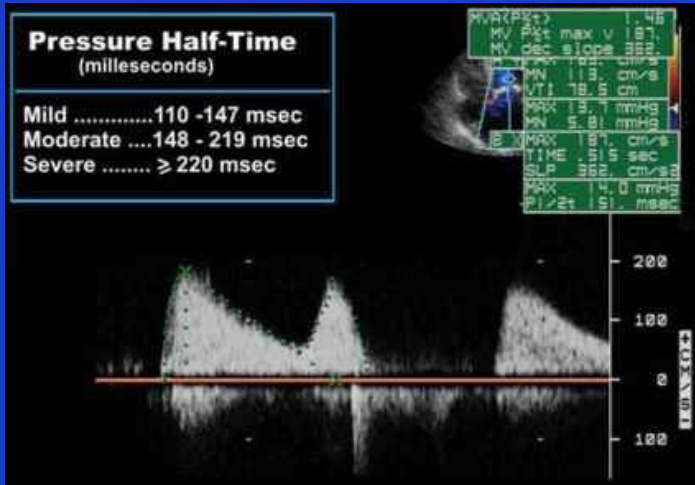 Pressure Half-Time
(milleseconds)
Mild .............110 -147 msec
Moderate ....148 - 219 msec
Severe ........ ⩾ 220 msec
MVA(P½t) 1.46
MV P½t max v 187.
MV dec slope 362.
MN 113. cm/s
VTI 78.5 cm
MAX 13.7 mmHg
MN 5.81 mmHg
MAX 187. cm/s
TIME .515 sec
SLP 362. cm/s2
MAX 14.0 mmHg
P1/2t 151. msec
200
100
0
100